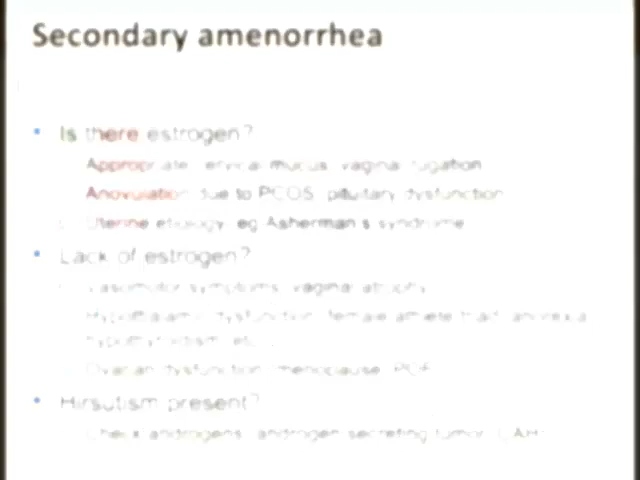 Secondary amenorrhea
• Is there estrogen?
Appropriate cervical mucus, vaginal rugation
Anovulation due to PCOS, pituitary dysfunction
Uterine etiology, eg Asherman's syndrome
• Lack of estrogen?
Vasomotor symptoms, vaginal atrophy
Hypothalamic dysfunction, female athlete triad, anorexia
hypothyroidism, etc
Ovarian dysfunction, menopause, POF
• Hirsutism present?
Check androgens, androgen secreting tumor, CAH